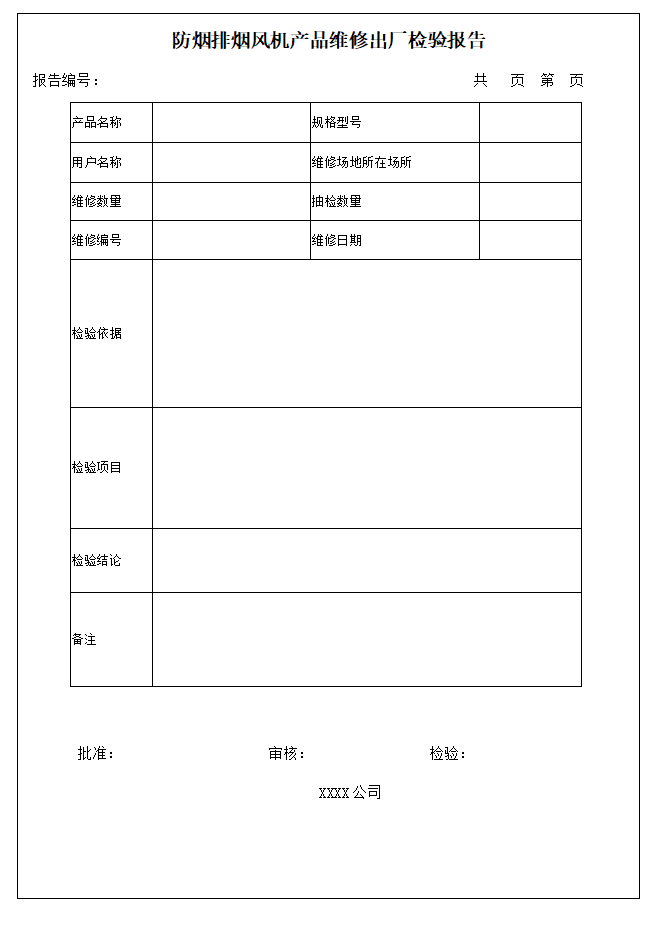 防烟排烟风机产品维修出厂检验报告
报告编号： 共 页 第 页
产品名称 规格型号
用户名称 维修场地所在场所
维修数量 抽检数量
维修编号 维修日期
检验依据
检验项目
检验结论
备注
批准： 审核： 检验：
XXXX公司